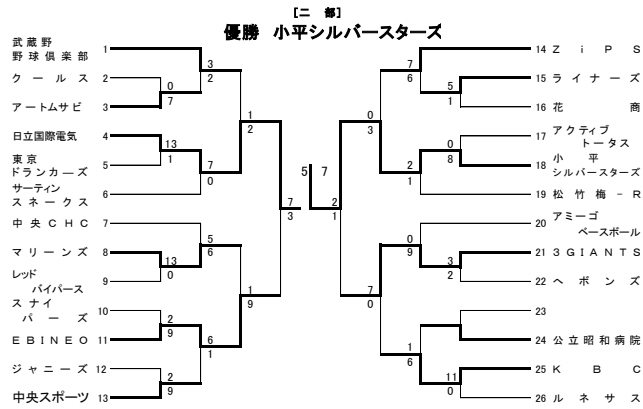 ［二　部］
優勝　小平シルバースターズ
武蔵野
野球倶楽部 1
クールス 2
アートムサビ 3
日立国際電気 4
東京
ドランカーズ 5
サーティン
スネークス 6
中央ＣＨＣ 7
マリーンズ 8
レッド
バイパース 9
スナイ
パーズ 10
ＥＢＩＮＥＯ 11
ジャニーズ 12
中央スポーツ 13
3
2
0
7
13
1
7
0
1
2
5
6
13
0
2
9
6
1
2
9
1
9
7
3
5 7
2
1
0
3
7
6
5
1
0
8
2
1
0
9
3
2
7
0
1
6
11
0
14 ＺｉＰＳ
15 ライナーズ
16 花商
17 アクティブ
トータス
18 小平
シルバースターズ
19 松竹梅－Ｒ
20 アミーゴ
ベースボール
21 ３ＧＩＡＮＴＳ
22 ヘボンズ
23
24 公立昭和病院
25 ＫＢＣ
26 ルネサス